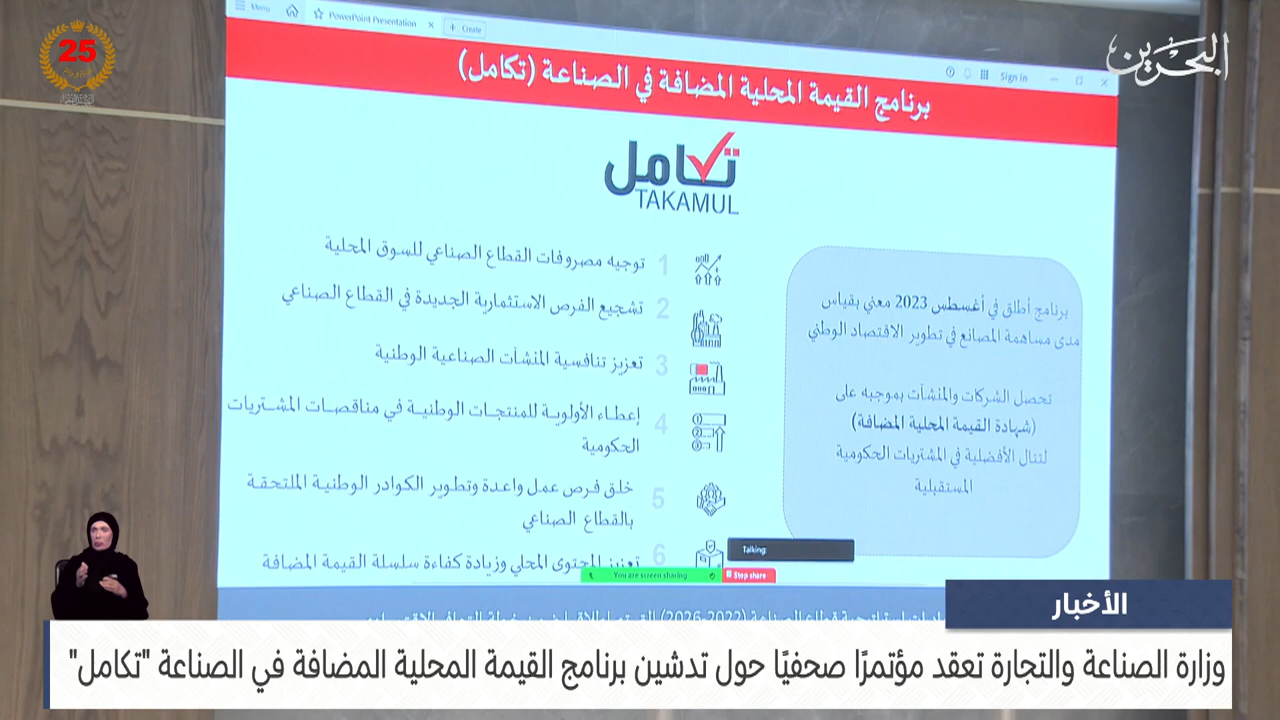 Menu
PowerPoint Presentation
Create
Sign in
25
البحرين
برنامج القيمة المحلية المضافة في الصناعة (تكامل)
تكامل
TAKAMUL
برنامج أطلق في أغسطس 2023 معني بقياس
مدى مساهمة المصانع في تطوير الاقتصاد الوطني
تحصل الشركات والمنشآت بموجبه على
(شهادة القيمة المحلية المضافة)
لتنال الأفضلية في المشتريات الحكومية
المستقبلية
1 توجيه مصروفات القطاع الصناعي للسوق المحلية
2 تشجيع الفرص الاستثمارية الجديدة في القطاع الصناعي
3 تعزيز تنافسية المنشآت الصناعية الوطنية
4 إعطاء الأولوية للمنتجات الوطنية في مناقصات المشتريات
الحكومية
5 خلق فرص عمل واعدة وتطوير الكوادر الوطنية الملتحقة
بالقطاع الصناعي
6 تعزيز المحتوى المحلي وزيادة كفاءة سلسلة القيمة المضافة
Talking:
You are screen sharing
Stop share
قطاع الصناعة (2022-2026)
الأخبار
وزارة الصناعة والتجارة تعقد مؤتمرًا صحفيًا حول تدشين برنامج القيمة المحلية المضافة في الصناعة "تكامل"